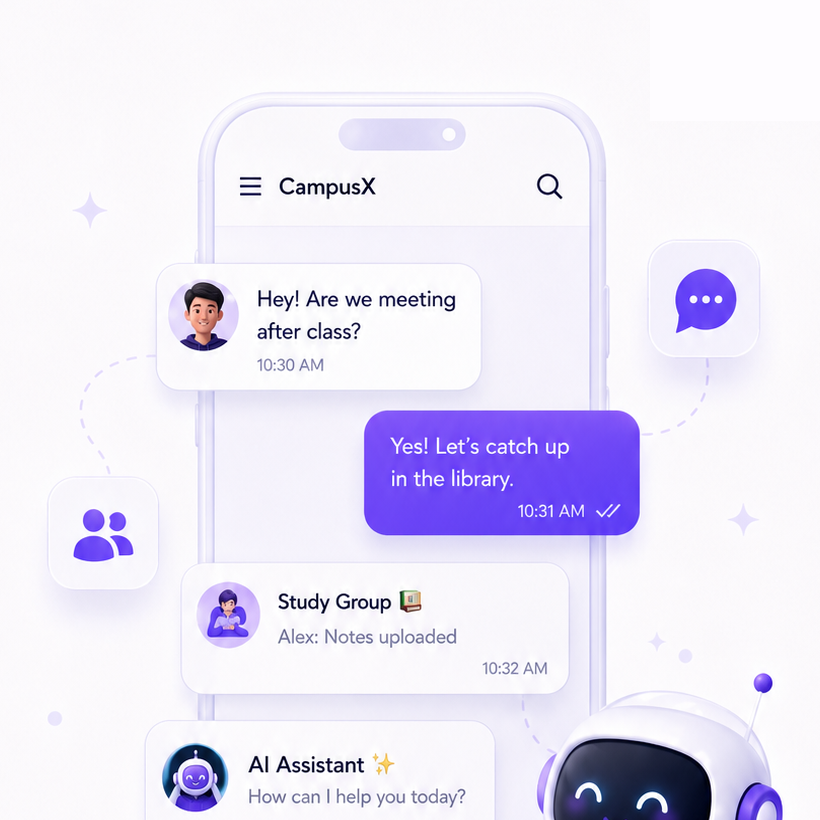 CampusX
Hey! Are we meeting
after class?
10:30 AM
Yes! Let’s catch up
in the library.
10:31 AM
Study Group 📚
Alex: Notes uploaded
10:32 AM
AI Assistant ✨
How can I help you today?